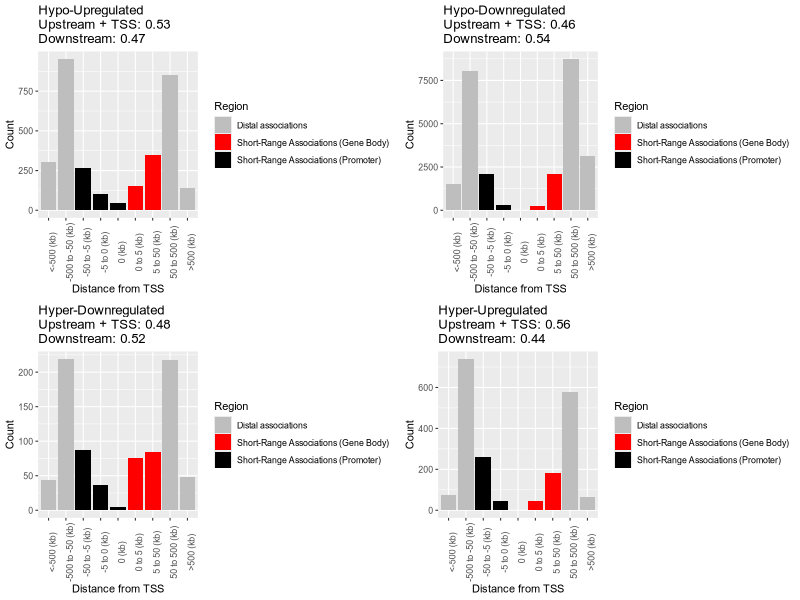 Hypo-Upregulated
Upstream + TSS: 0.53
Downstream: 0.47
Count
750
500
250
0
<-500 (kb)
-500 to -50 (kb)
-50 to -5 (kb)
-5 to 0 (kb)
0 (kb)
0 to 5 (kb)
5 to 50 (kb)
50 to 500 (kb)
>500 (kb)
Distance from TSS
Region
Distal associations
Short-Range Associations (Gene Body)
Short-Range Associations (Promoter)
Hypo-Downregulated
Upstream + TSS: 0.46
Downstream: 0.54
Count
7500
5000
2500
0
<-500 (kb)
-500 to -50 (kb)
-50 to -5 (kb)
-5 to 0 (kb)
0 (kb)
0 to 5 (kb)
5 to 50 (kb)
50 to 500 (kb)
>500 (kb)
Distance from TSS
Region
Distal associations
Short-Range Associations (Gene Body)
Short-Range Associations (Promoter)
Hyper-Downregulated
Upstream + TSS: 0.48
Downstream: 0.52
Count
200
150
100
50
0
<-500 (kb)
-500 to -50 (kb)
-50 to -5 (kb)
-5 to 0 (kb)
0 (kb)
0 to 5 (kb)
5 to 50 (kb)
50 to 500 (kb)
>500 (kb)
Distance from TSS
Region
Distal associations
Short-Range Associations (Gene Body)
Short-Range Associations (Promoter)
Hyper-Upregulated
Upstream + TSS: 0.56
Downstream: 0.44
Count
600
400
200
0
<-500 (kb)
-500 to -50 (kb)
-50 to -5 (kb)
-5 to 0 (kb)
0 (kb)
0 to 5 (kb)
5 to 50 (kb)
50 to 500 (kb)
>500 (kb)
Distance from TSS
Region
Distal associations
Short-Range Associations (Gene Body)
Short-Range Associations (Promoter)